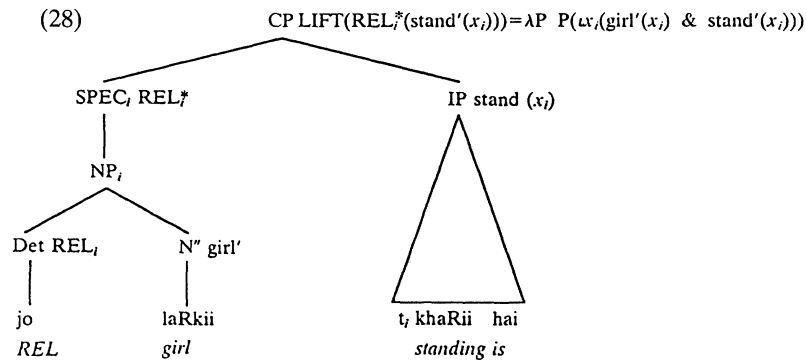 (28) CP LIFT(REL*ᵢ(stand′(xᵢ)))=λP P(ιxᵢ(girl′(xᵢ) & stand′(xᵢ)))
SPECᵢ RELᵢ* IP stand (xᵢ)
NPᵢ
Det RELᵢ N″ girl′
jo laRkii tᵢ khaRii hai
REL girl standing is